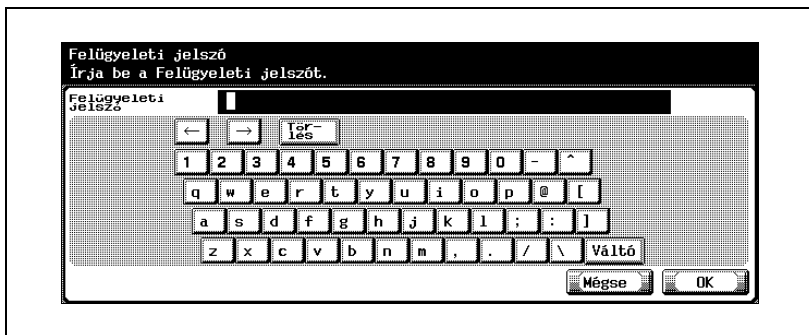 Felügyeleti jelszó
Írja be a Felügyeleti jelszót.
Felügyeleti
jelszó
← → Tör-
lés
1 2 3 4 5 6 7 8 9 0 - ^
q w e r t y u i o p @ [
a s d f g h j k l ; : ]
z x c v b n m , . / \ Váltó
Mégse OK